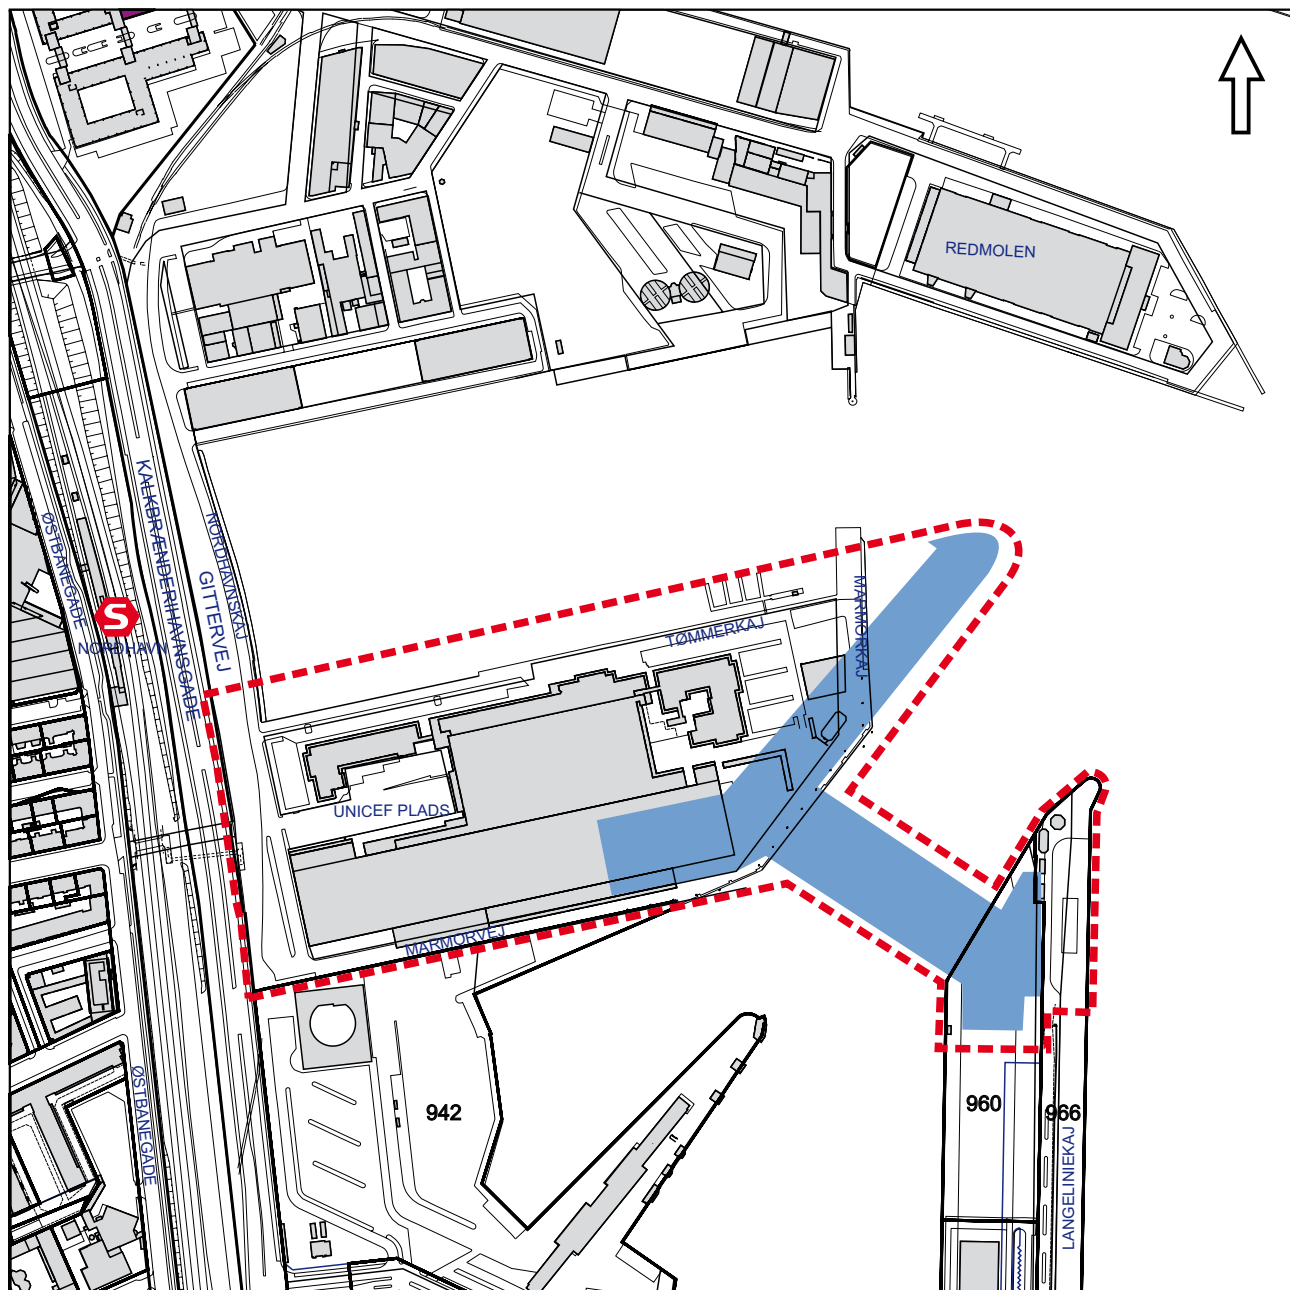 REDMOLEN
KALKBRÆNDERIHAVNSGADE
ØSTBANEGADE
NORDHAVNSKAJ
GITTERVEJ
S
NORDHAVN
MARMORKAJ
TØMMERKAJ
UNICEF PLADS
MARMORVEJ
ØSTBANEGADE
942
960
966
LANGELINIEKAJ